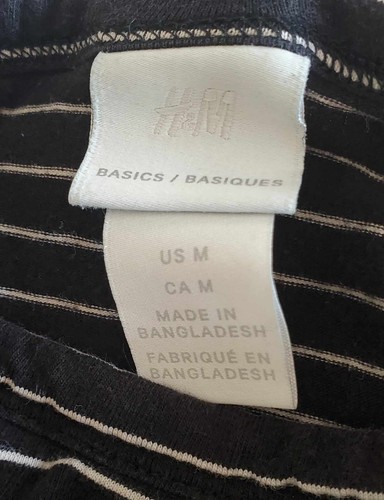 H&M
BASICS / BASIQUES
US M
CA M
MADE IN
BANGLADESH
FABRIQUÉ EN
BANGLADESH